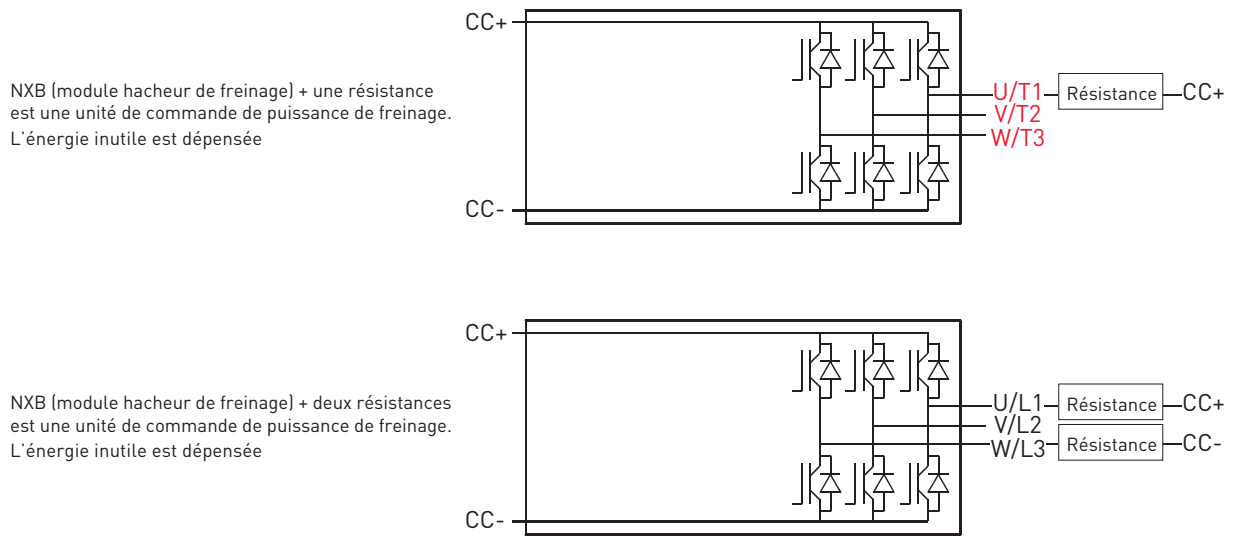 CC+
NXB (module hacheur de freinage) + une résistance
est une unité de commande de puissance de freinage.
L'énergie inutile est dépensée
U/T1
Résistance
CC+
V/T2
W/T3
CC-
CC+
NXB (module hacheur de freinage) + deux résistances
est une unité de commande de puissance de freinage.
L'énergie inutile est dépensée
U/L1
Résistance
CC+
V/L2
W/L3
Résistance
CC-
CC-